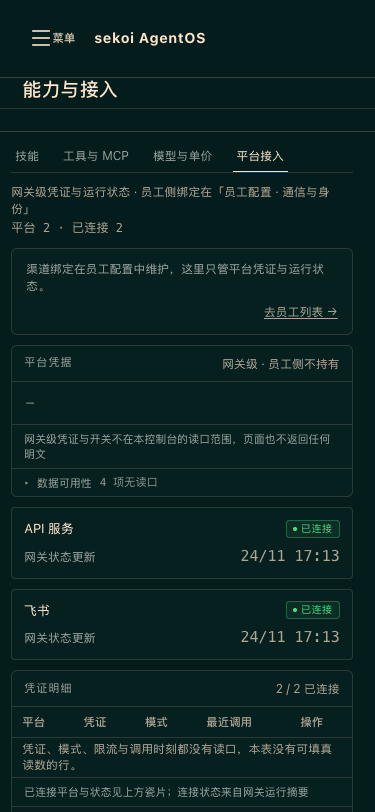 菜单 sekoi AgentOS
能力与接入
技能 工具与 MCP 模型与单价 平台接入
网关级凭证与运行状态 · 员工侧绑定在「员工配置 · 通信与身
份」
平台 2 · 已连接 2
渠道绑定在员工配置中维护，这里只管平台凭证与运行状
态。
去员工列表 →
平台凭据 网关级 · 员工侧不持有
—
网关级凭证与开关不在本控制台的读口范围，页面也不返回任何
明文
▸ 数据可用性 4 项无读口
API 服务 已连接
网关状态更新 24/11 17:13
飞书 已连接
网关状态更新 24/11 17:13
凭证明细 2 / 2 已连接
平台 凭证 模式 最近调用 操作
凭证、模式、限流与调用时刻都没有读口，本表没有可填真
读数的行。
已连接平台与状态见上方瓷片；连接状态来自网关运行摘要